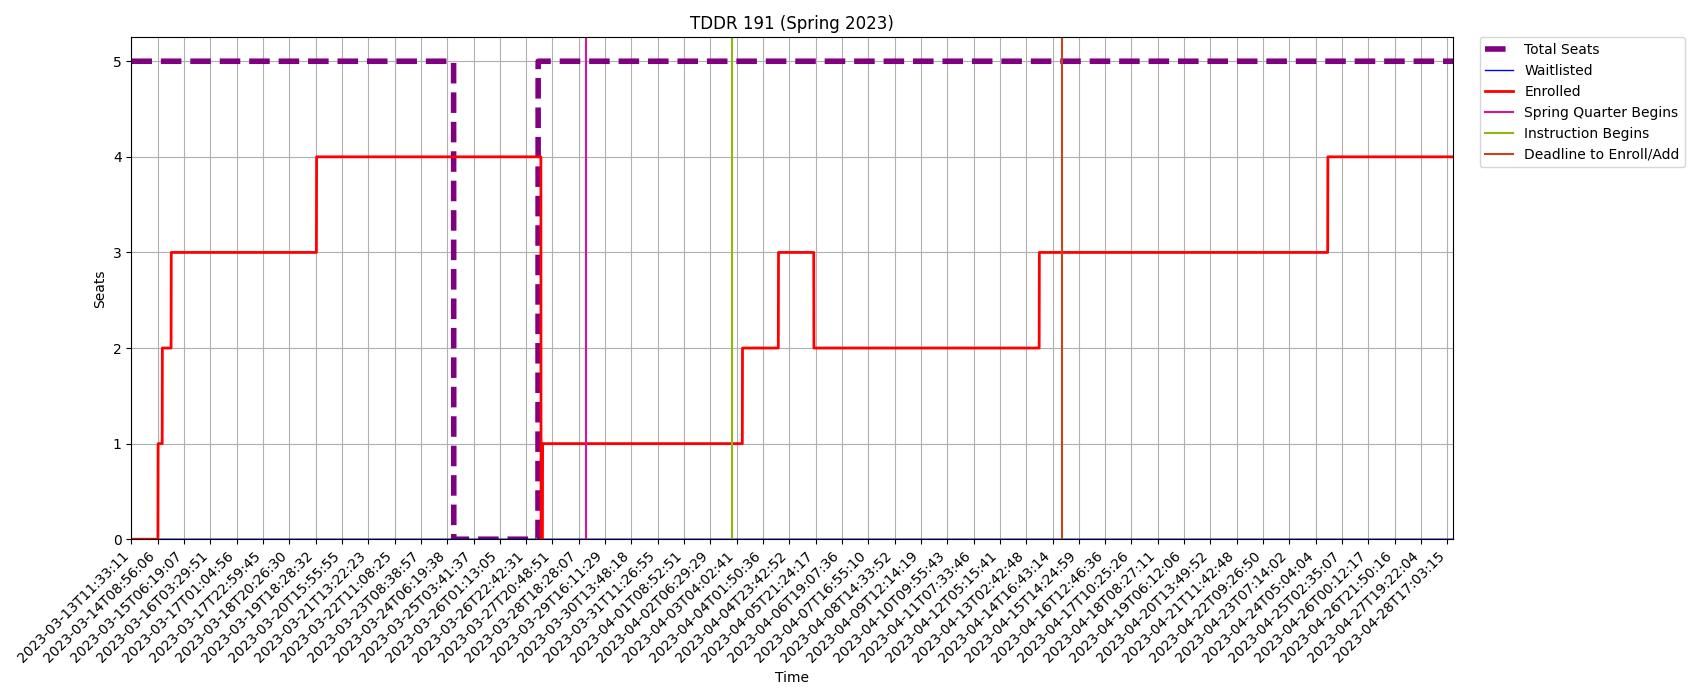 TDDR 191 (Spring 2023)
Total Seats
Waitlisted
Enrolled
Spring Quarter Begins
Instruction Begins
Deadline to Enroll/Add
Seats
5
4
3
2
1
0
2023-03-13T11:33:11
2023-03-14T08:56:06
2023-03-15T06:19:07
2023-03-16T03:29:51
2023-03-17T01:04:56
2023-03-17T22:59:45
2023-03-18T20:26:30
2023-03-19T18:28:32
2023-03-20T15:55:55
2023-03-21T13:22:23
2023-03-22T11:08:25
2023-03-23T08:38:57
2023-03-24T06:19:38
2023-03-25T03:41:37
2023-03-26T01:13:05
2023-03-26T22:42:31
2023-03-27T20:48:51
2023-03-28T18:28:07
2023-03-29T16:11:29
2023-03-30T13:48:18
2023-03-31T11:26:55
2023-04-01T08:52:51
2023-04-02T06:29:29
2023-04-03T04:02:41
2023-04-04T01:50:36
2023-04-04T23:42:52
2023-04-05T21:24:17
2023-04-06T19:07:36
2023-04-07T16:55:10
2023-04-08T14:33:52
2023-04-09T12:14:19
2023-04-10T09:55:43
2023-04-11T07:33:46
2023-04-12T05:15:41
2023-04-13T02:42:48
2023-04-14T16:43:14
2023-04-15T14:24:59
2023-04-16T12:46:36
2023-04-17T10:25:26
2023-04-18T08:27:11
2023-04-19T06:12:06
2023-04-20T13:49:52
2023-04-21T11:42:48
2023-04-22T09:26:50
2023-04-23T07:14:02
2023-04-24T05:04:04
2023-04-25T02:35:07
2023-04-26T00:12:17
2023-04-26T21:50:16
2023-04-27T19:22:04
2023-04-28T17:03:15
Time